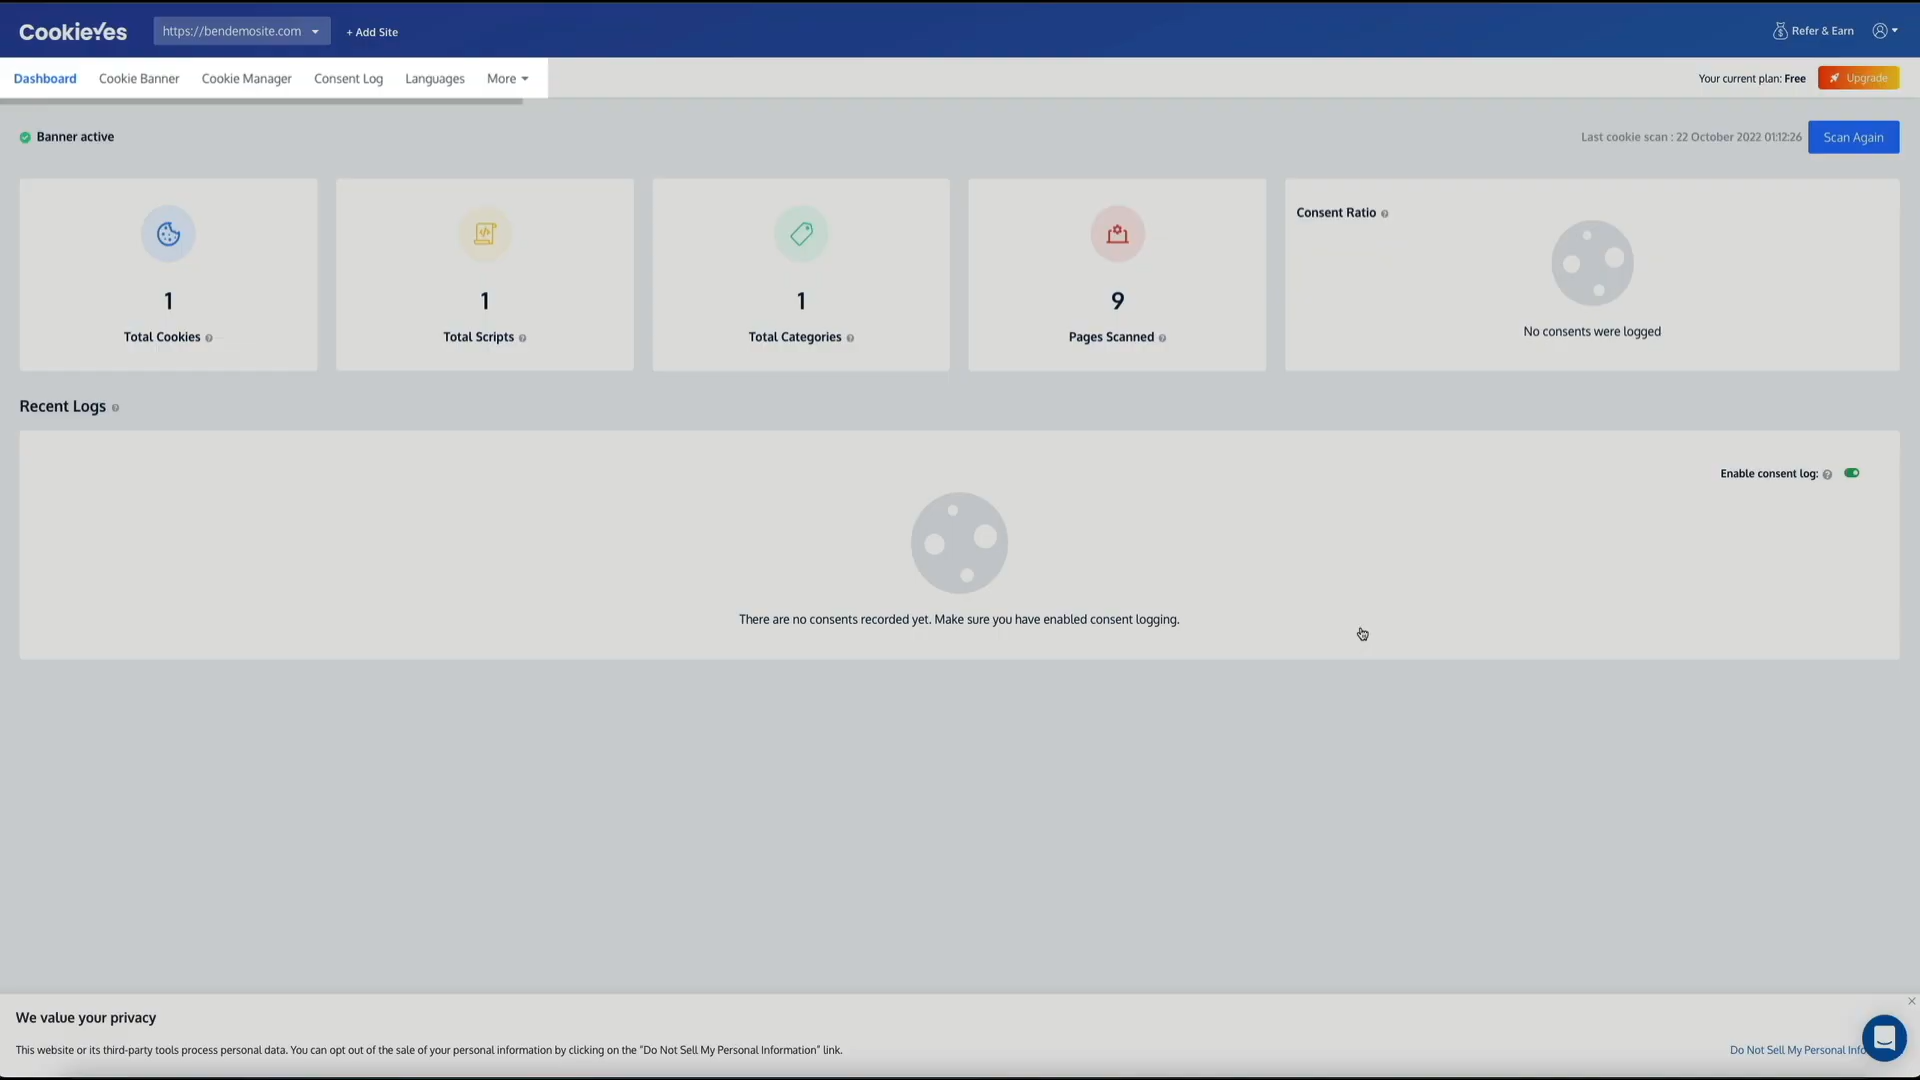 CookieYes
https://bendemosite.com
+ Add Site
Refer & Earn
Dashboard
Cookie Banner
Cookie Manager
Consent Log
Languages
More
Your current plan: Free
Upgrade
Banner active
Last cookie scan : 22 October 2022 01:12:26
Scan Again
1
Total Cookies
1
Total Scripts
1
Total Categories
9
Pages Scanned
Consent Ratio
No consents were logged
Recent Logs
Enable consent log:
There are no consents recorded yet. Make sure you have enabled consent logging.
We value your privacy
This website or its third-party tools process personal data. You can opt out of the sale of your personal information by clicking on the "Do Not Sell My Personal Information" link.
Do Not Sell My Personal Info